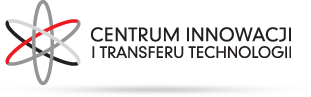 CENTRUM INNOWACJI
I TRANSFERU TECHNOLOGII